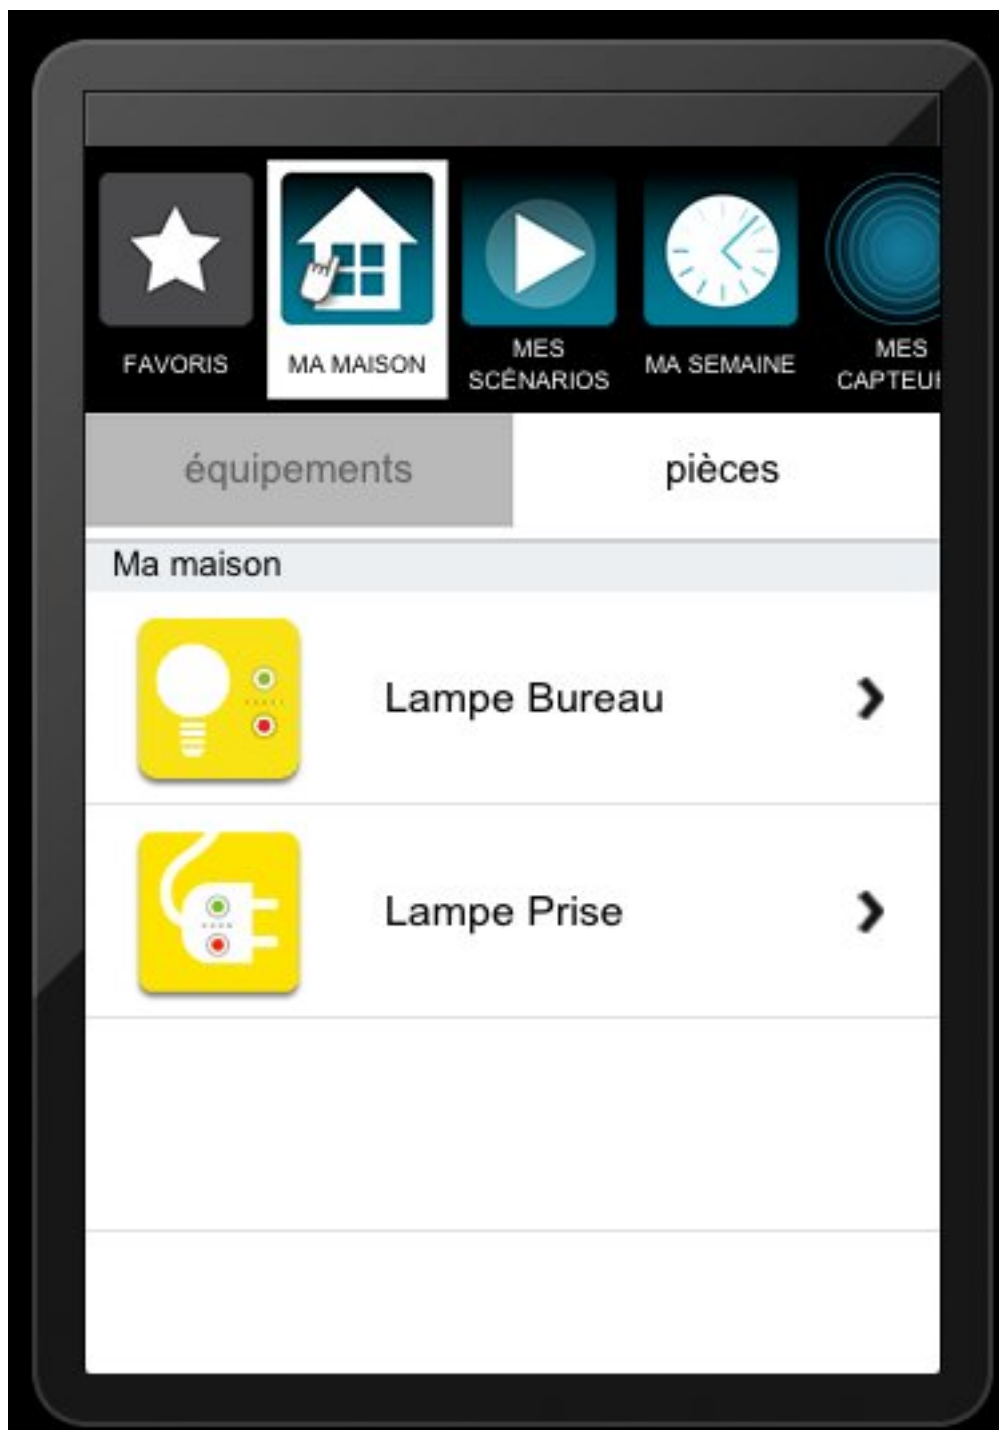 FAVORIS
MA MAISON
MES
SCÉNARIOS
MA SEMAINE
MES
équipements
pièces
Ma maison
Lampe Bureau
Lampe Prise